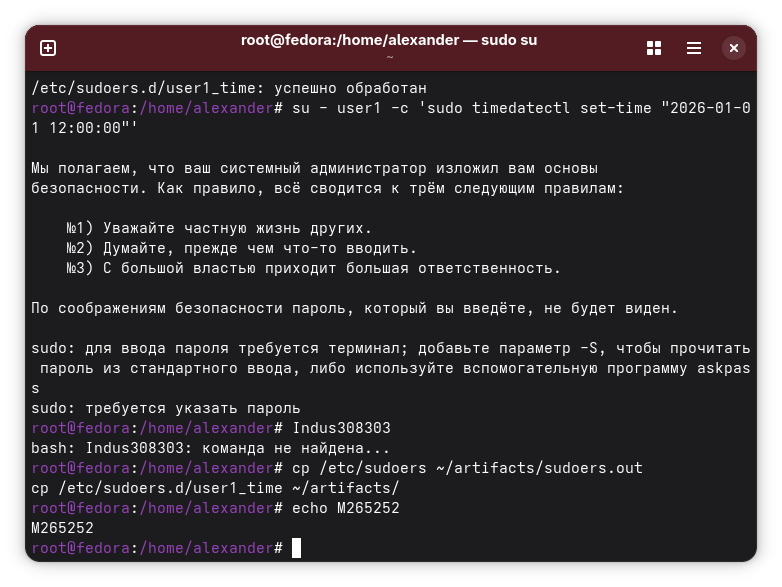 root@fedora:/home/alexander — sudo su
~
/etc/sudoers.d/user1_time: успешно обработан
root@fedora:/home/alexander# su - user1 -c 'sudo timedatectl set-time "2026-01-0
1 12:00:00"'
Мы полагаем, что ваш системный администратор изложил вам основы
безопасности. Как правило, всё сводится к трём следующим правилам:
№1) Уважайте частную жизнь других.
№2) Думайте, прежде чем что-то вводить.
№3) С большой властью приходит большая ответственность.
По соображениям безопасности пароль, который вы введёте, не будет виден.
sudo: для ввода пароля требуется терминал; добавьте параметр -S, чтобы прочитать
 пароль из стандартного ввода, либо используйте вспомогательную программу askpas
s
sudo: требуется указать пароль
root@fedora:/home/alexander# Indus308303
bash: Indus308303: команда не найдена...
root@fedora:/home/alexander# cp /etc/sudoers ~/artifacts/sudoers.out
cp /etc/sudoers.d/user1_time ~/artifacts/
root@fedora:/home/alexander# echo M265252
M265252
root@fedora:/home/alexander#